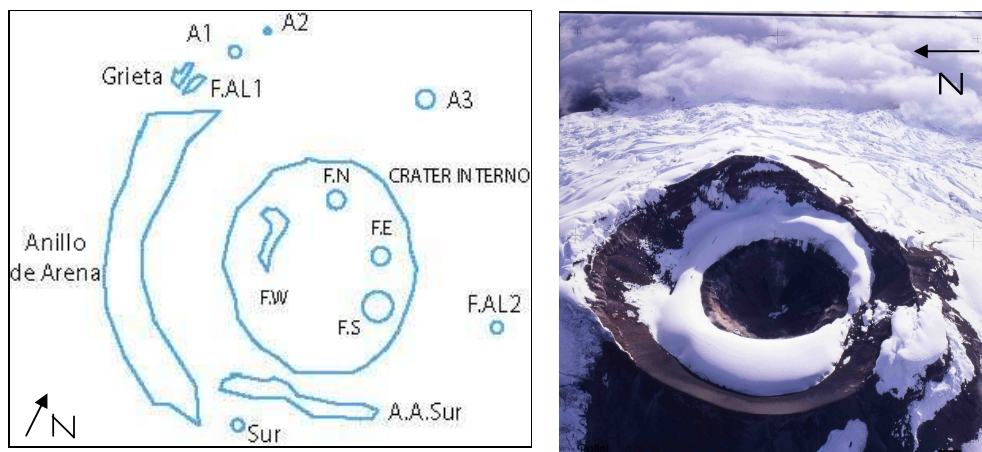 A2
A1
Grieta
F.AL1
A3
F.N
CRATER INTERNO
Anillo
de Arena
F.E
F.W
F.S
F.AL2
A.A.Sur
Sur
N
N